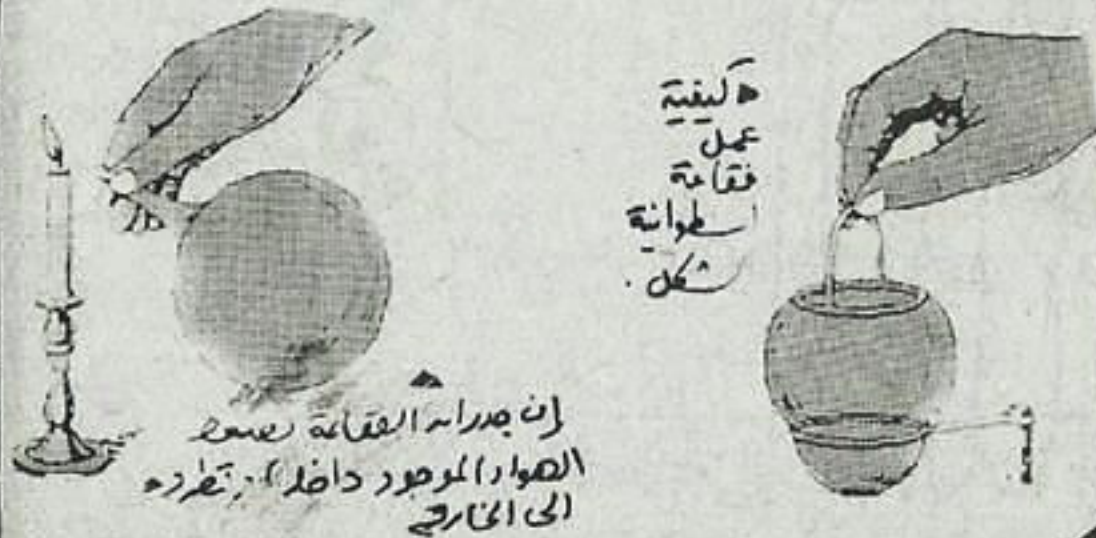 كيفية
عمل
فقاعة
اسطوانية
شكل .
إن جدران الفقاعة تضغط
الهواء الموجود داخلها وتطرده
الى الخارج